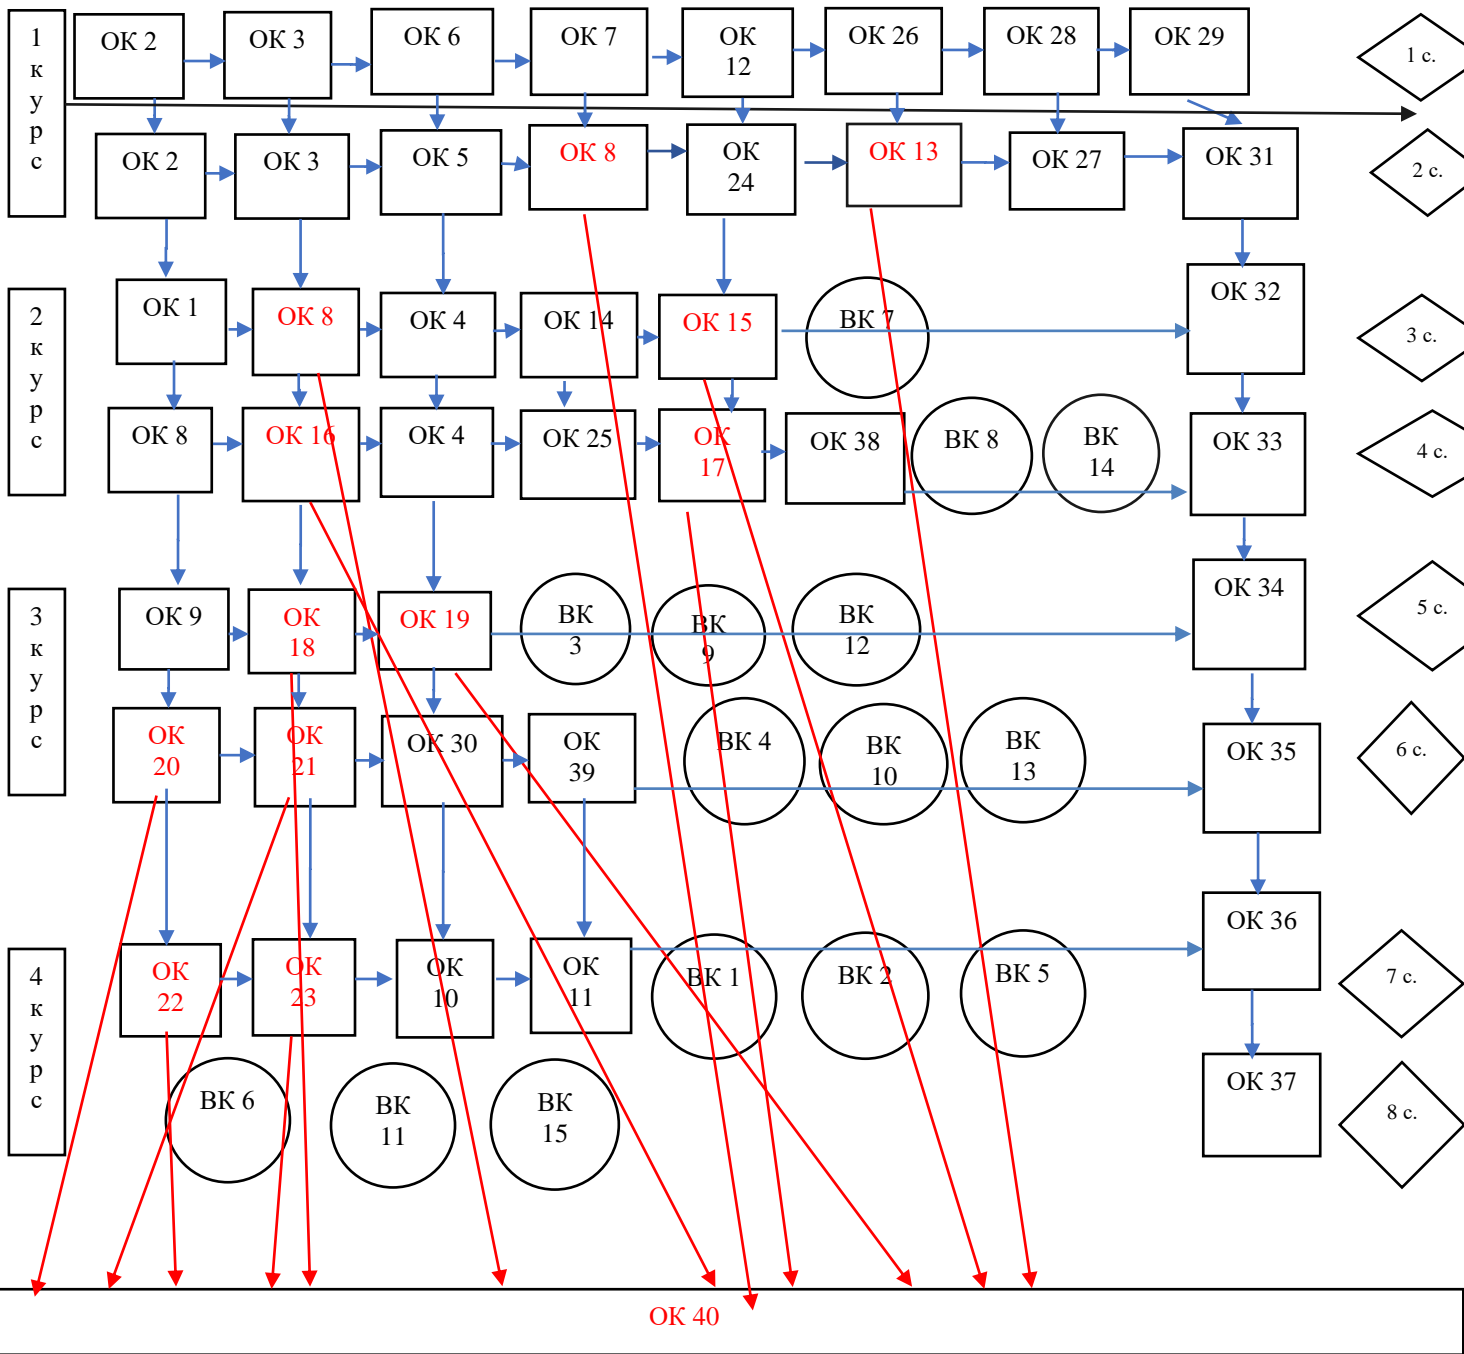 1
к
у
р
с
ОК 2
ОК 3
ОК 6
ОК 7
ОК
12
ОК 26
ОК 28
ОК 29
1 с.
ОК 2
ОК 3
ОК 5
ОК 8
ОК
24
ОК 13
ОК 27
ОК 31
2 с.
2
к
у
р
с
ОК 1
ОК 8
ОК 4
ОК 14
ОК 15
ВК 7
ОК 32
3 с.
ОК 8
ОК 16
ОК 4
ОК 25
ОК
17
ОК 38
ВК 8
ВК
14
ОК 33
4 с.
3
к
у
р
с
ОК 9
ОК
18
ОК 19
ВК
3
ВК
9
ВК
12
ОК 34
5 с.
ОК
20
ОК
21
ОК 30
ОК
39
ВК 4
ВК
10
ВК
13
ОК 35
6 с.
4
к
у
р
с
ОК
22
ОК
23
ОК
10
ОК
11
ВК 1
ВК 2
ВК 5
ОК 36
7 с.
ВК 6
ВК
11
ВК
15
ОК 37
8 с.
ОК 40